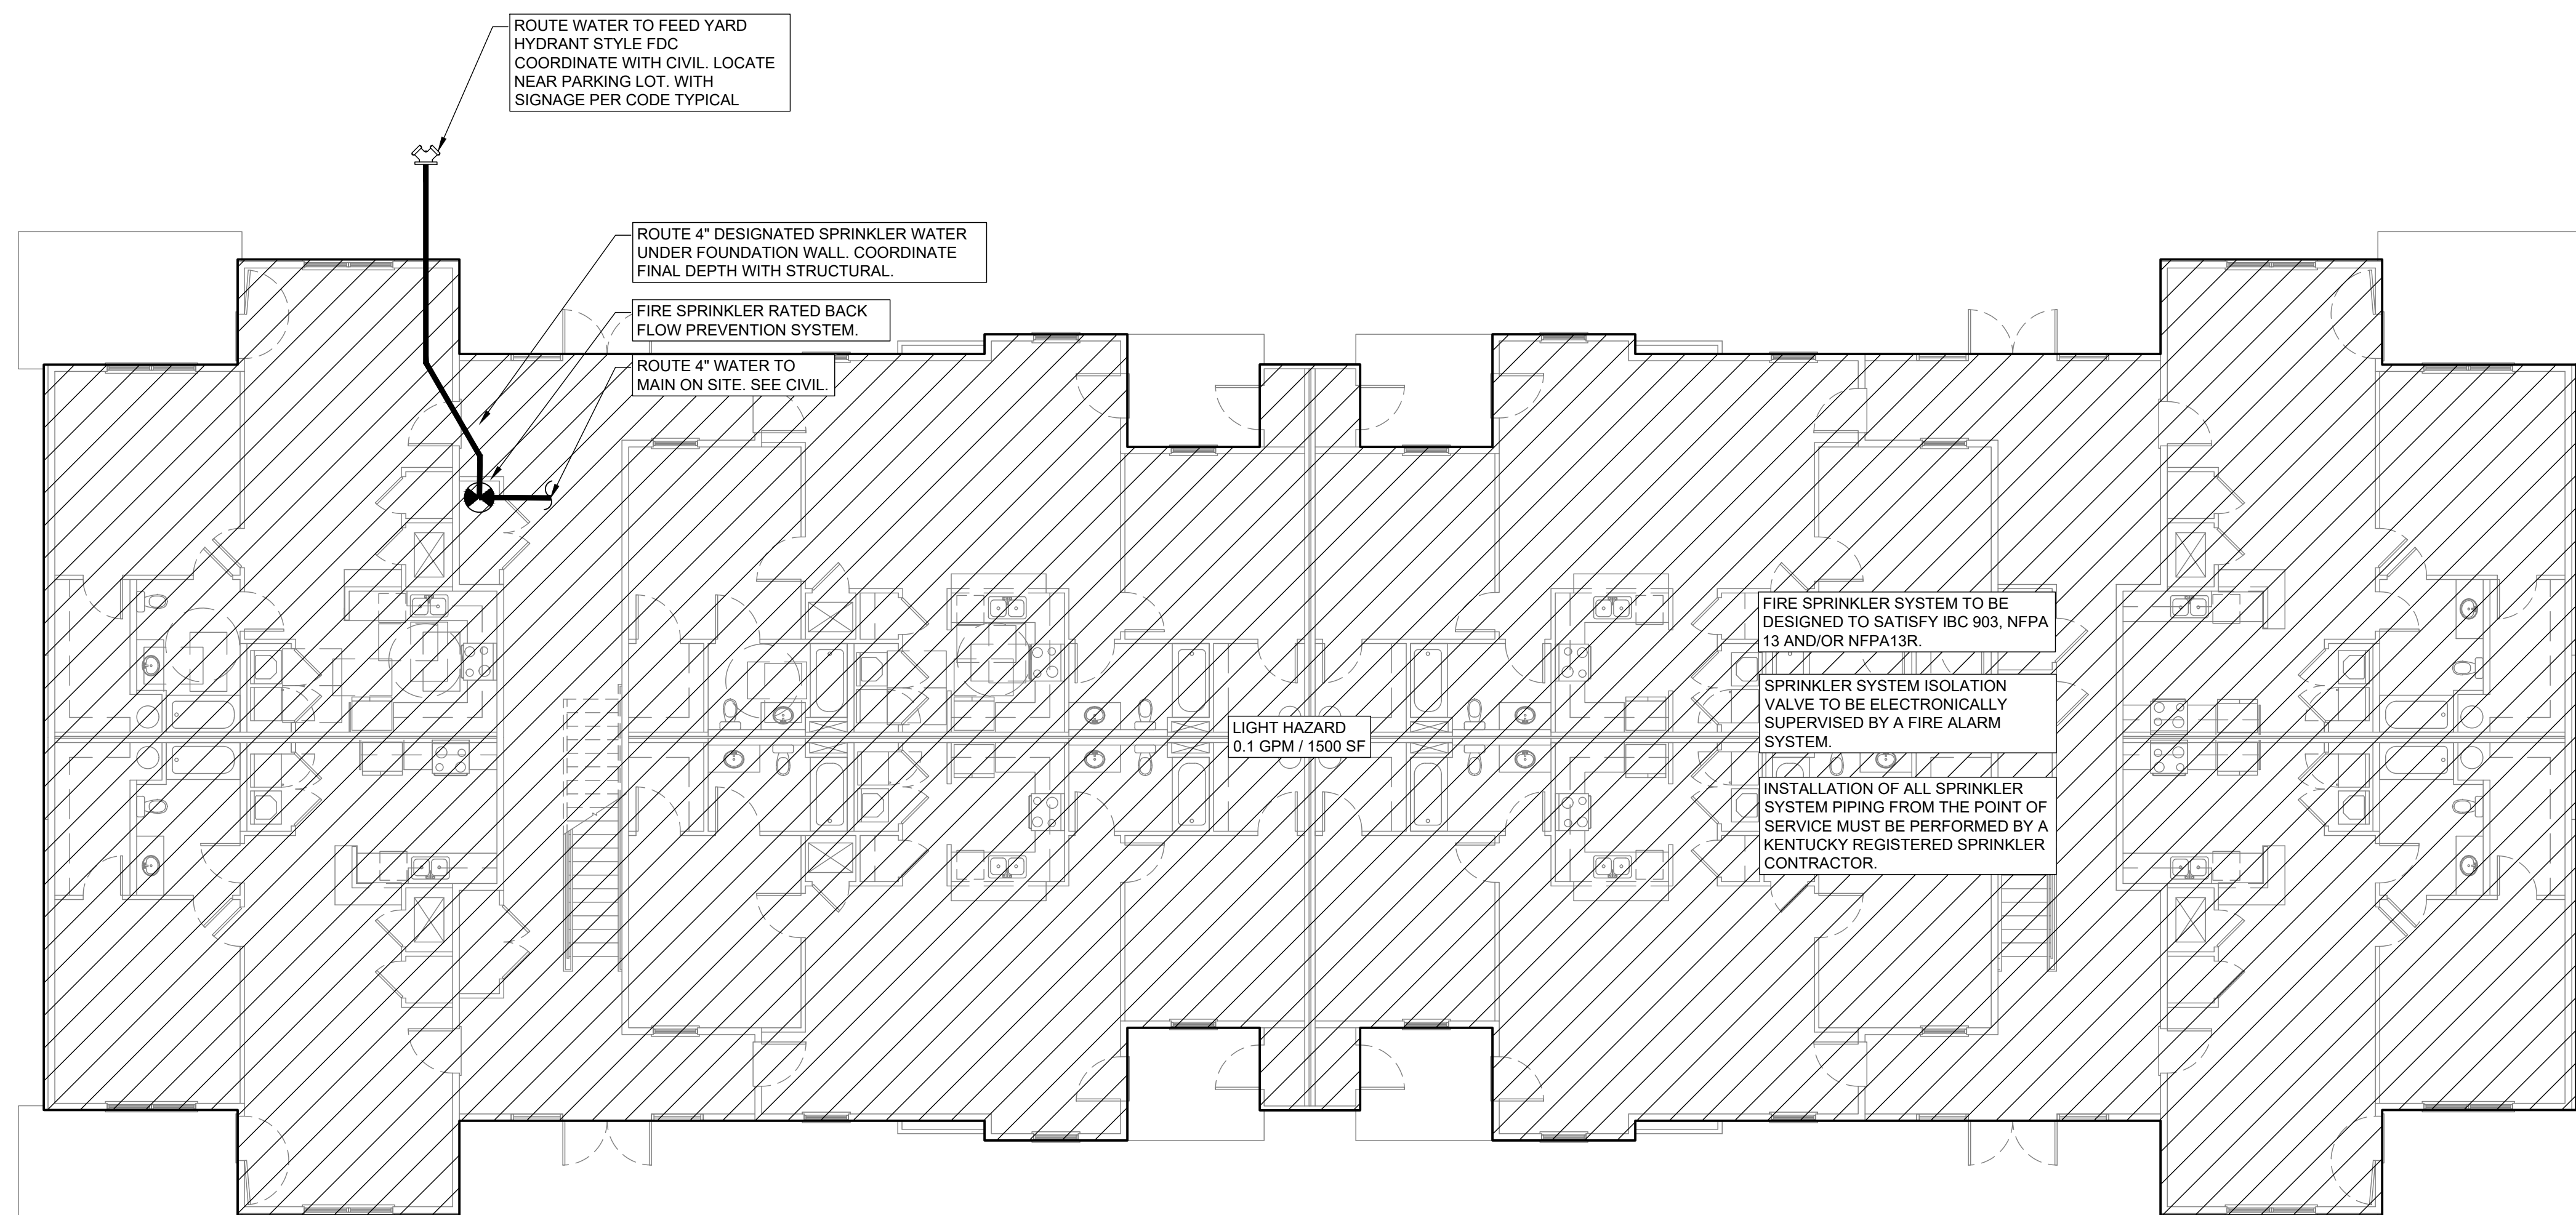 ROUTE WATER TO FEED YARD
HYDRANT STYLE FDC
COORDINATE WITH CIVIL. LOCATE
NEAR PARKING LOT. WITH
SIGNAGE PER CODE TYPICAL
ROUTE 4" DESIGNATED SPRINKLER WATER
UNDER FOUNDATION WALL. COORDINATE
FINAL DEPTH WITH STRUCTURAL.
FIRE SPRINKLER RATED BACK
FLOW PREVENTION SYSTEM.
ROUTE 4" WATER TO
MAIN ON SITE. SEE CIVIL.
LIGHT HAZARD
0.1 GPM / 1500 SF
FIRE SPRINKLER SYSTEM TO BE
DESIGNED TO SATISFY IBC 903, NFPA
13 AND/OR NFPA13R.
SPRINKLER SYSTEM ISOLATION
VALVE TO BE ELECTRONICALLY
SUPERVISED BY A FIRE ALARM
SYSTEM.
INSTALLATION OF ALL SPRINKLER
SYSTEM PIPING FROM THE POINT OF
SERVICE MUST BE PERFORMED BY A
KENTUCKY REGISTERED SPRINKLER
CONTRACTOR.